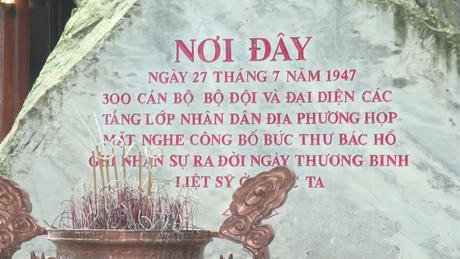 NƠI ĐÂY
NGÀY 27 THÁNG 7 NĂM 1947
300 CÁN BỘ BỘ ĐỘI VÀ ĐẠI DIỆN CÁC
TẦNG LỚP NHÂN DÂN ĐỊA PHƯƠNG HỌP
MẶT NGHE CÔNG BỐ BỨC THƯ BÁC HỒ
GHI NHẬN SỰ RA ĐỜI NGÀY THƯƠNG BINH
LIỆT SỸ TA